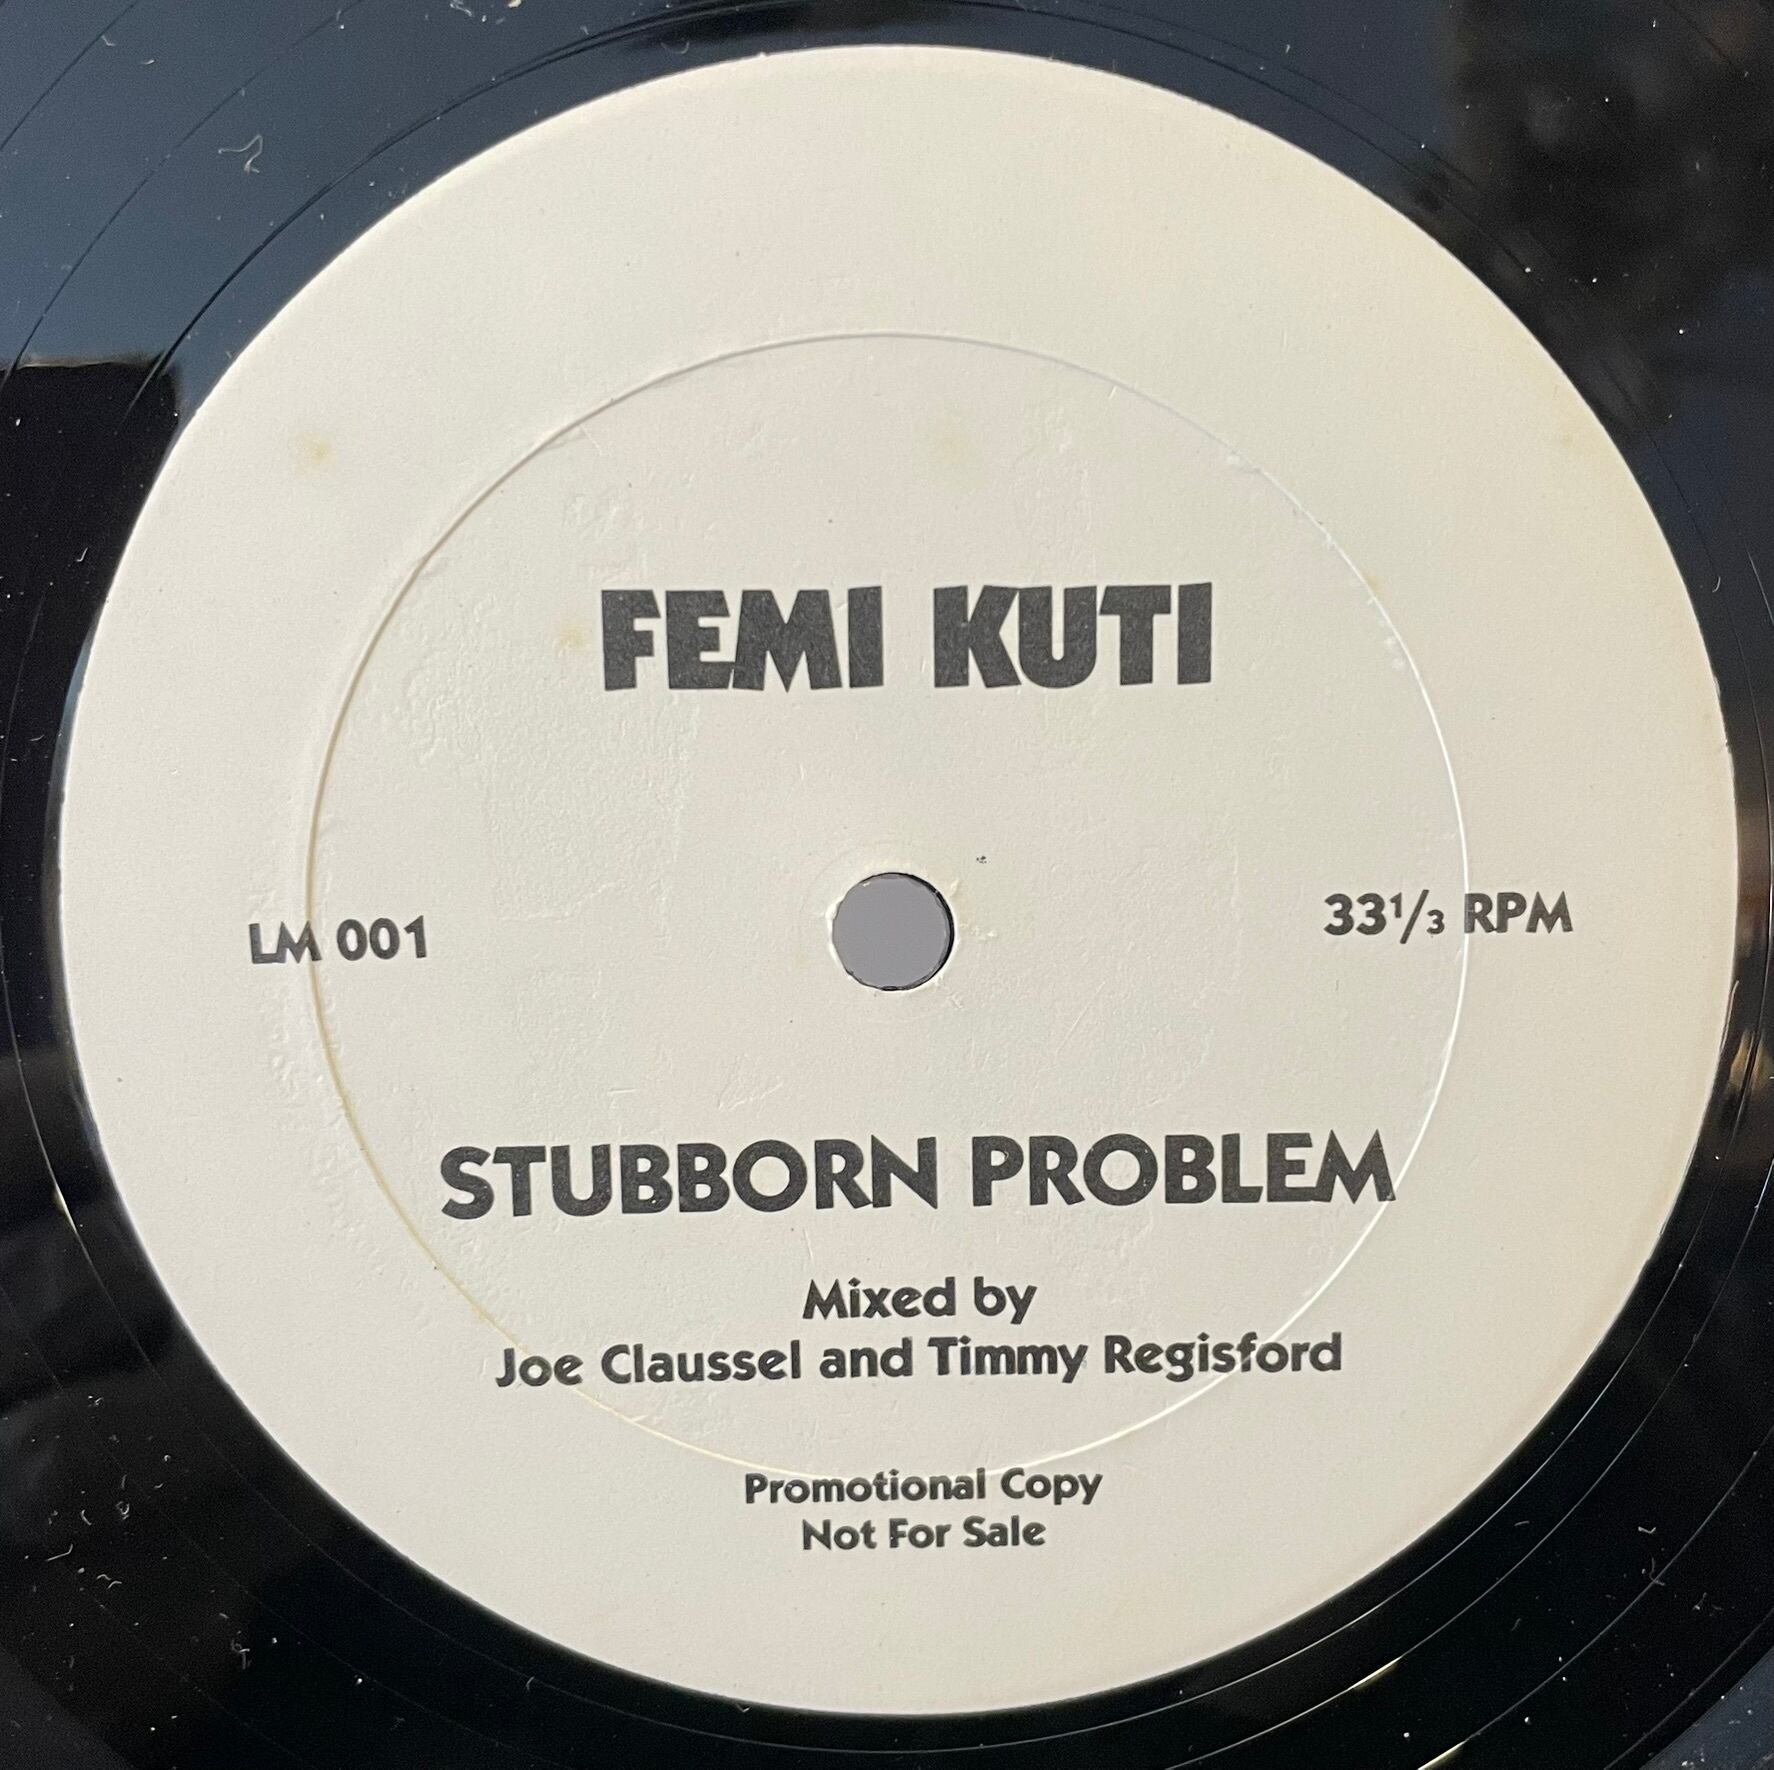 FEMI KUTI
LM 001
33⅓ RPM
STUBBORN PROBLEM
Mixed by
Joe Claussel and Timmy Regisford
Promotional Copy
Not For Sale